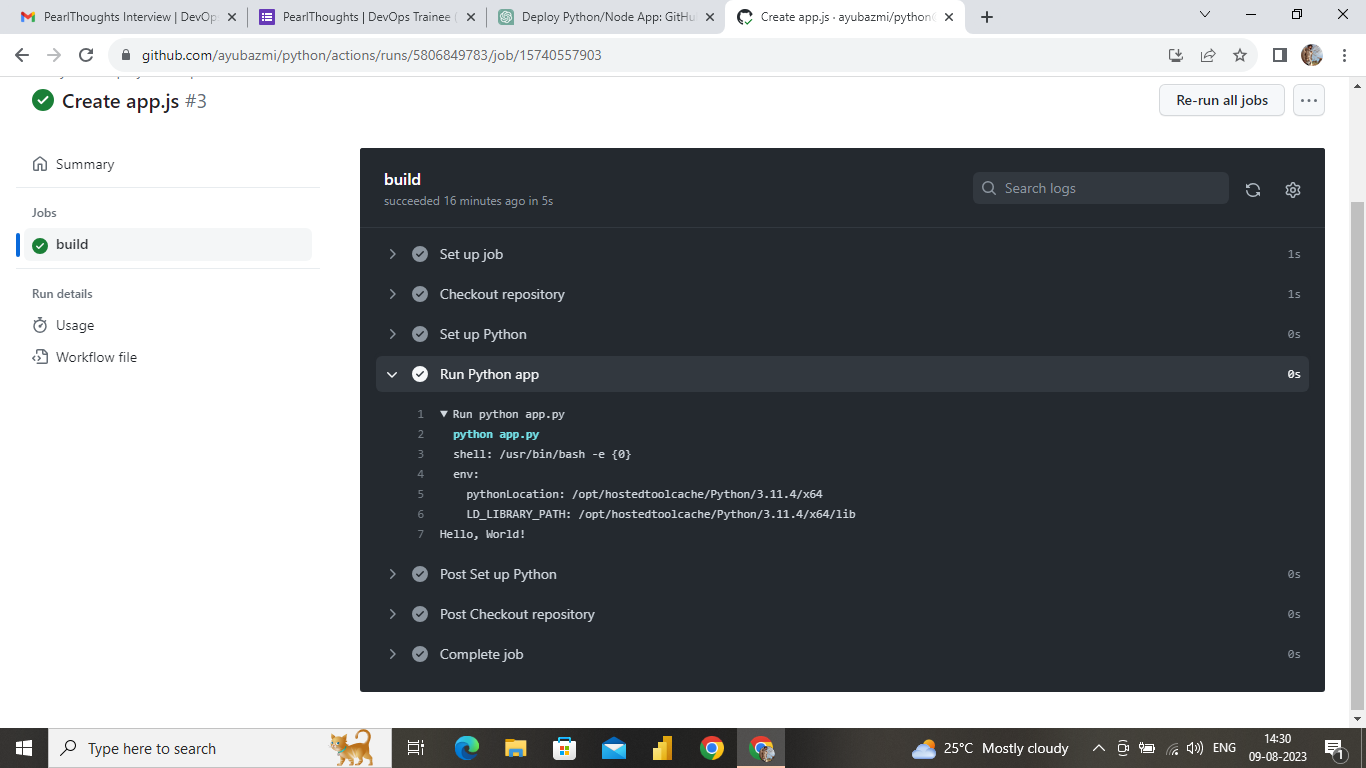 PearlThoughts Interview | DevOp
PearlThoughts | DevOps Trainee (
Deploy Python/Node App: GitHu
Create app.js · ayubazmi/python
github.com/ayubazmi/python/actions/runs/5806849783/job/15740557903
Create app.js #3
Re-run all jobs
Summary
Jobs
build
Run details
Usage
Workflow file
build
succeeded 16 minutes ago in 5s
Search logs
Set up job 1s
Checkout repository 1s
Set up Python 0s
Run Python app 0s
1 ▼ Run python app.py
2 python app.py
3 shell: /usr/bin/bash -e {0}
4 env:
5 pythonLocation: /opt/hostedtoolcache/Python/3.11.4/x64
6 LD_LIBRARY_PATH: /opt/hostedtoolcache/Python/3.11.4/x64/lib
7 Hello, World!
Post Set up Python 0s
Post Checkout repository 0s
Complete job 0s
Type here to search
25°C Mostly cloudy
ENG
14:30
09-08-2023
1